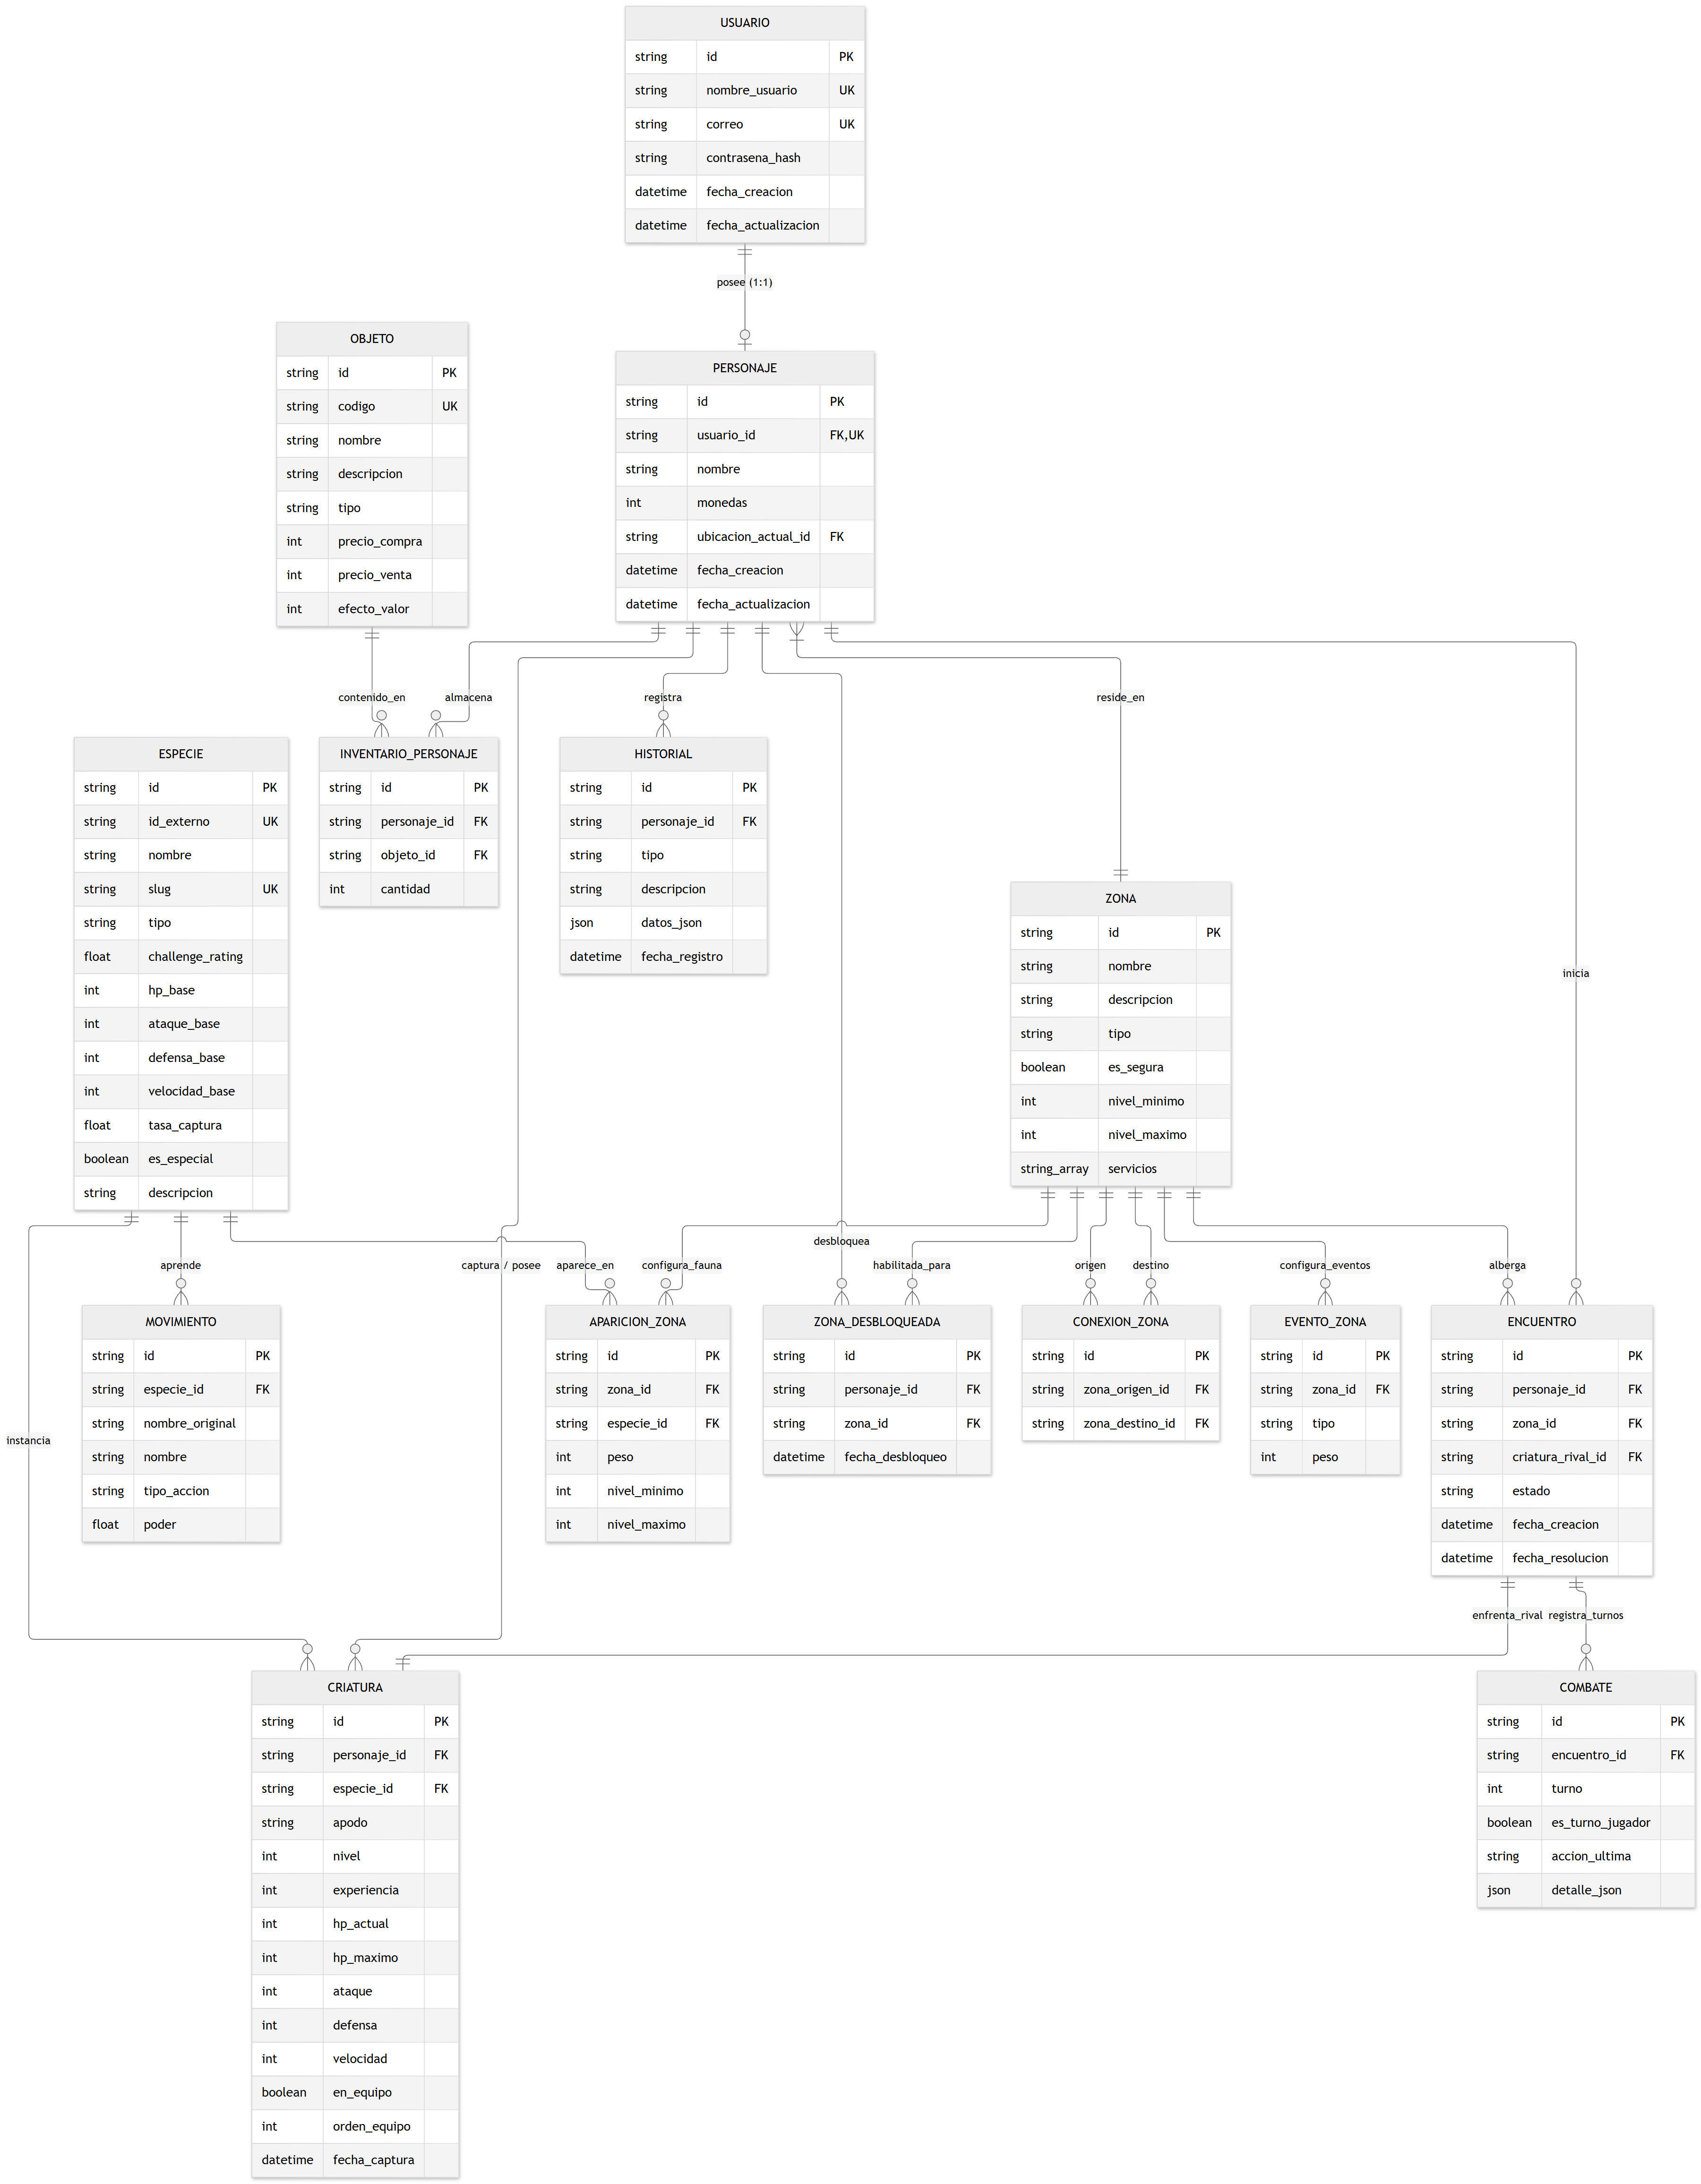 USUARIO
string id PK
string nombre_usuario UK
string correo UK
string contrasena_hash
datetime fecha_creacion
datetime fecha_actualizacion
posee (1:1)
OBJETO
string id PK
string codigo UK
string nombre
string descripcion
string tipo
int precio_compra
int precio_venta
int efecto_valor
PERSONAJE
string id PK
string usuario_id FK,UK
string nombre
int monedas
string ubicacion_actual_id FK
datetime fecha_creacion
datetime fecha_actualizacion
contenido_en
almacena
registra
reside_en
inicia
ESPECIE
string id PK
string id_externo UK
string nombre
string slug UK
string tipo
float challenge_rating
int hp_base
int ataque_base
int defensa_base
int velocidad_base
float tasa_captura
boolean es_especial
string descripcion
INVENTARIO_PERSONAJE
string id PK
string personaje_id FK
string objeto_id FK
int cantidad
HISTORIAL
string id PK
string personaje_id FK
string tipo
string descripcion
json datos_json
datetime fecha_registro
ZONA
string id PK
string nombre
string descripcion
string tipo
boolean es_segura
int nivel_minimo
int nivel_maximo
string_array servicios
desbloquea
aprende
captura / posee
aparece_en
configura_fauna
habilitada_para
origen
destino
configura_eventos
alberga
instancia
MOVIMIENTO
string id PK
string especie_id FK
string nombre_original
string nombre
string tipo_accion
float poder
APARICION_ZONA
string id PK
string zona_id FK
string especie_id FK
int peso
int nivel_minimo
int nivel_maximo
ZONA_DESBLOQUEADA
string id PK
string personaje_id FK
string zona_id FK
datetime fecha_desbloqueo
CONEXION_ZONA
string id PK
string zona_origen_id FK
string zona_destino_id FK
EVENTO_ZONA
string id PK
string zona_id FK
string tipo
int peso
ENCUENTRO
string id PK
string personaje_id FK
string zona_id FK
string criatura_rival_id FK
string estado
datetime fecha_creacion
datetime fecha_resolucion
enfrenta_rival
registra_turnos
CRIATURA
string id PK
string personaje_id FK
string especie_id FK
string apodo
int nivel
int experiencia
int hp_actual
int hp_maximo
int ataque
int defensa
int velocidad
boolean en_equipo
int orden_equipo
datetime fecha_captura
COMBATE
string id PK
string encuentro_id FK
int turno
boolean es_turno_jugador
string accion_ultima
json detalle_json